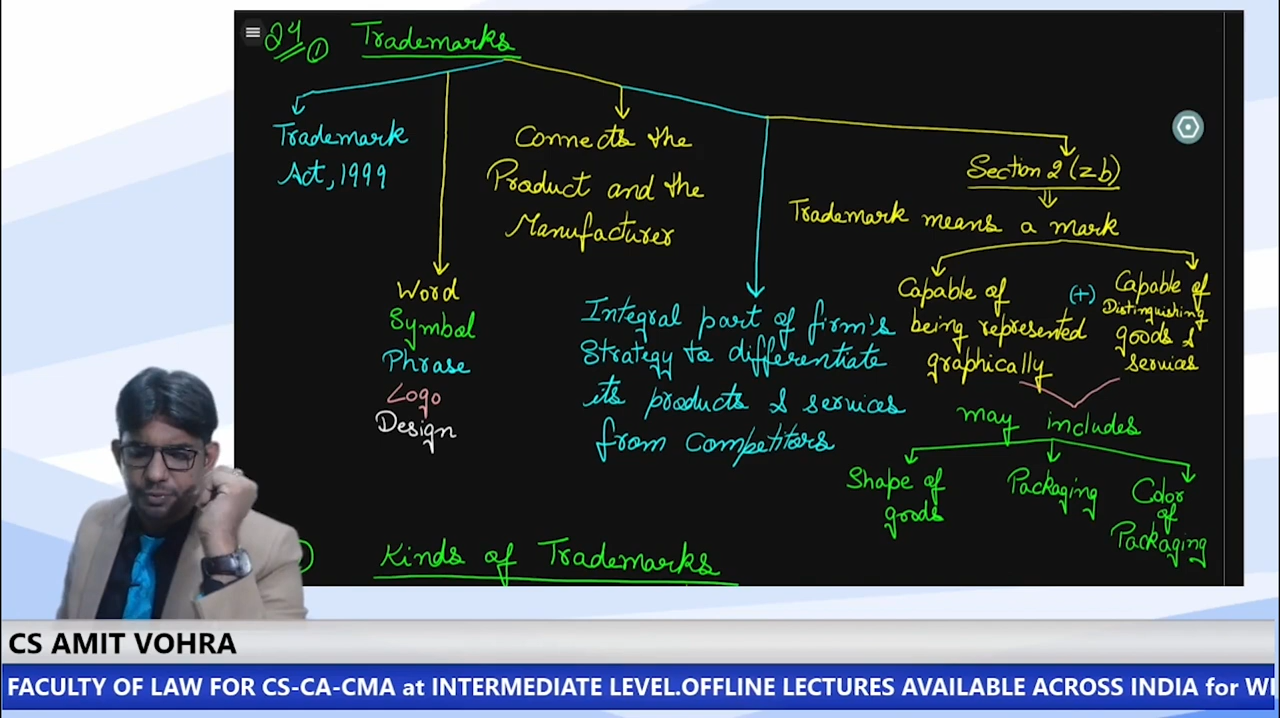 24
① Trademarks
Trademark
Act, 1999
Word
Symbol
Phrase
Logo
Design
Connects the
Product and the
Manufacturer
Integral part of firm's
Strategy to differentiate
its products & services
from competitors
Section 2 (zb)
Trademark means a mark
Capable of
being represented
graphically
(+)
Capable of
Distinguishing
goods &
services
may includes
Shape of
goods
Packaging
Color
of
Packaging
Kinds of Trademarks
CS AMIT VOHRA
FACULTY OF LAW FOR CS-CA-CMA at INTERMEDIATE LEVEL.OFFLINE LECTURES AVAILABLE ACROSS INDIA for